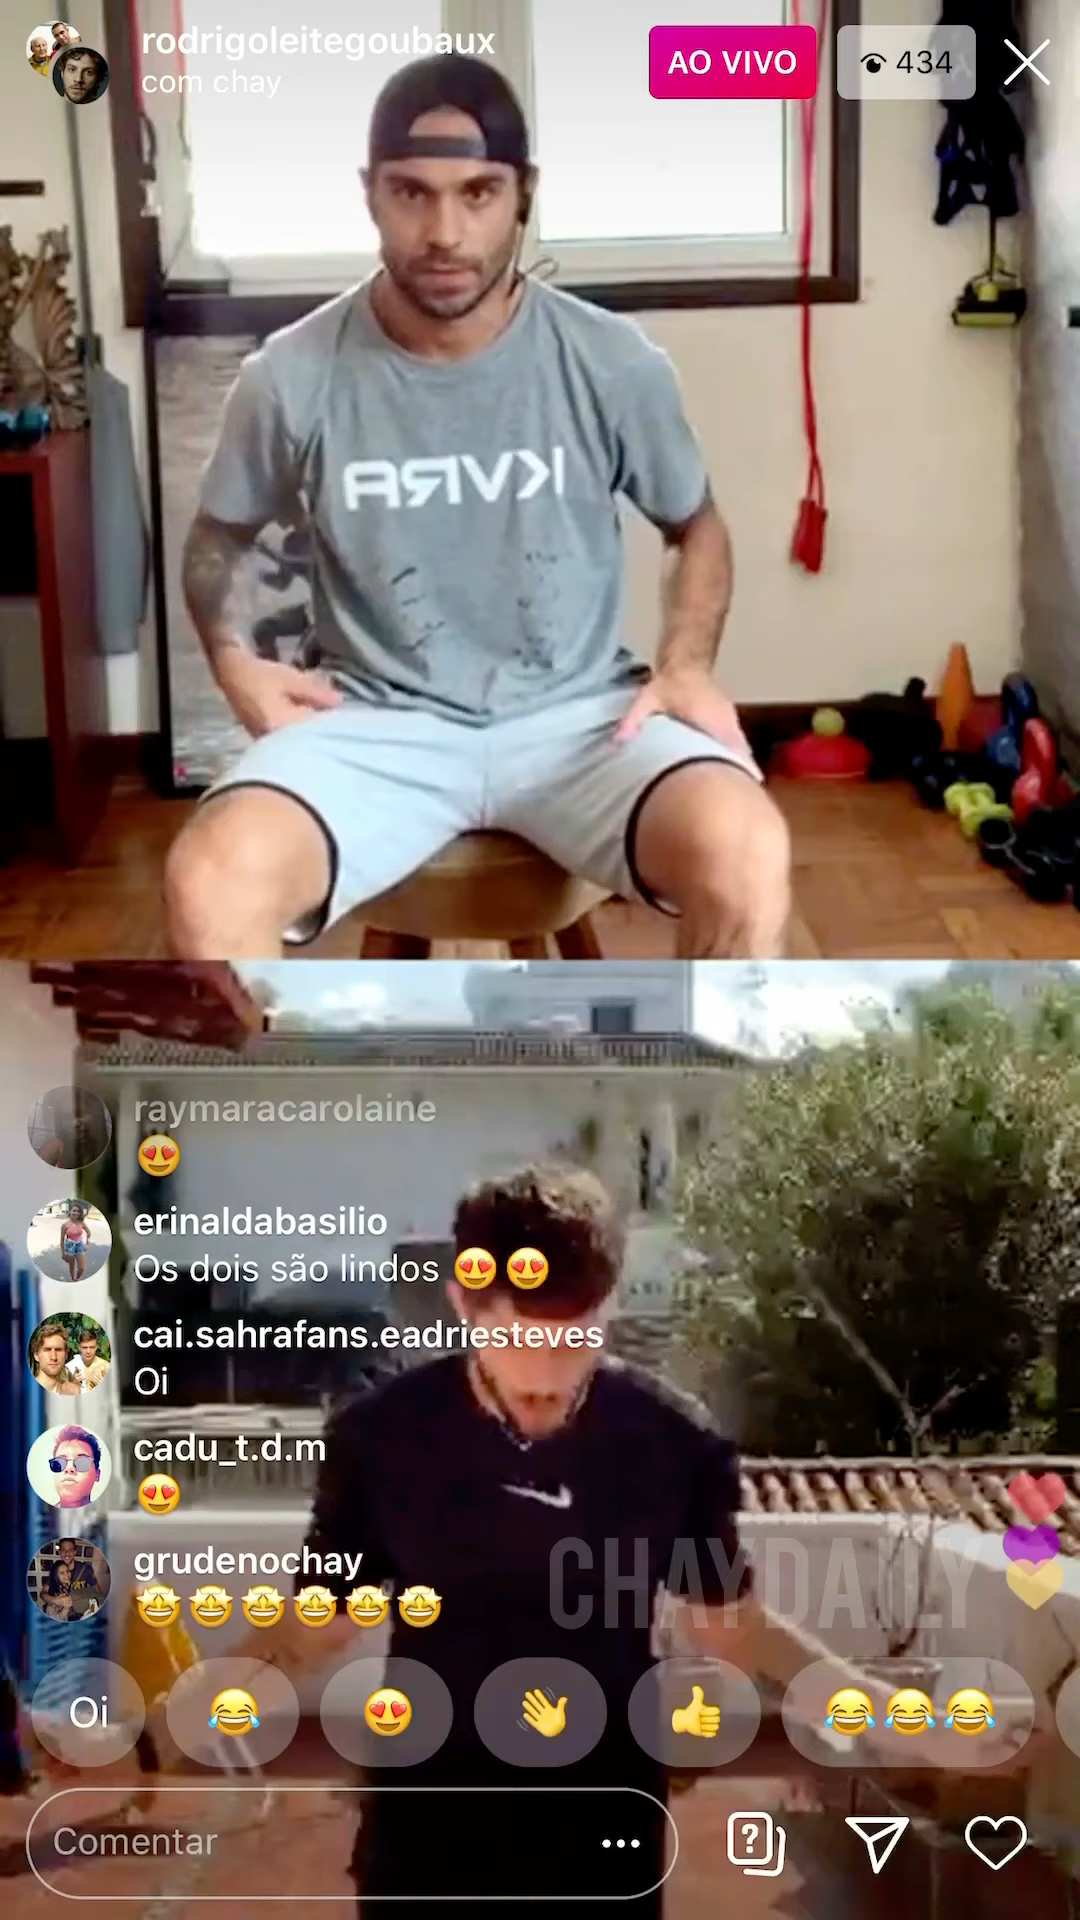 rodrigoleitegoubaux
com chay
AO VIVO
434
KVRA
raymaracarolaine
😍
erinaldabasilio
Os dois são lindos 😍 😍
cai.sahrafans.eadriesteves
Oi
cadu_t.d.m
😍
grudenochay
🤩🤩🤩🤩🤩🤩
CHAYDAILY
Oi 😂 😍 👋 👍 😂😂😂
Comentar